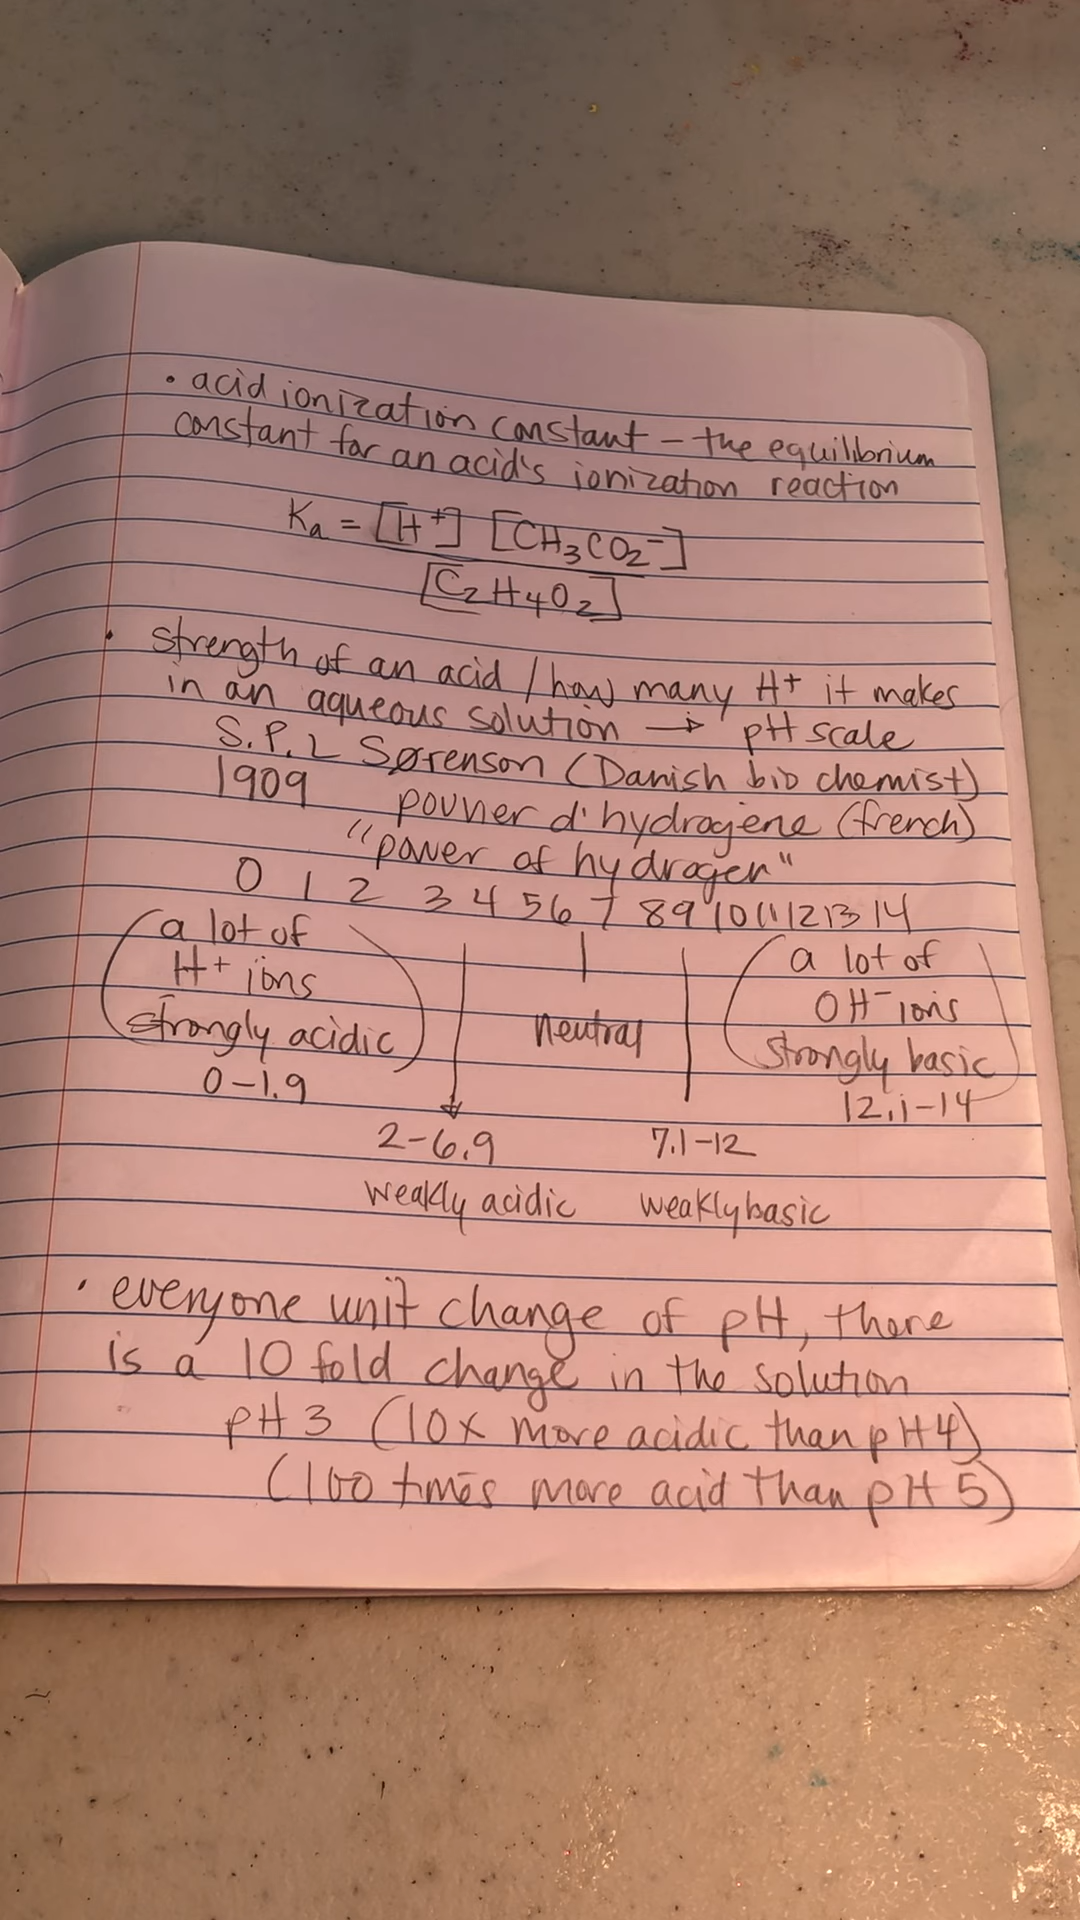 • acid ionization constant – the equilibrium
constant for an acid's ionization reaction
Ka = [H+] [CH3CO2-]
[C2H4O2]
• strength of an acid / how many H+ it makes
in an aqueous solution → pH scale
S.P.L Sørenson (Danish bio chemist)
1909 pouver d'hydrogene (french)
"power of hydrogen"
0 1 2 3 4 5 6 7 8 9 10 11 12 13 14
a lot of
H+ ions
strongly acidic
0–1.9
neutral
a lot of
OH- ions
strongly basic
12.1–14
2–6.9 7.1–12
weakly acidic weakly basic
• everyone unit change of pH, there
is a 10 fold change in the solution
pH 3 (10x more acidic than pH4)
(100 times more acid than pH 5)